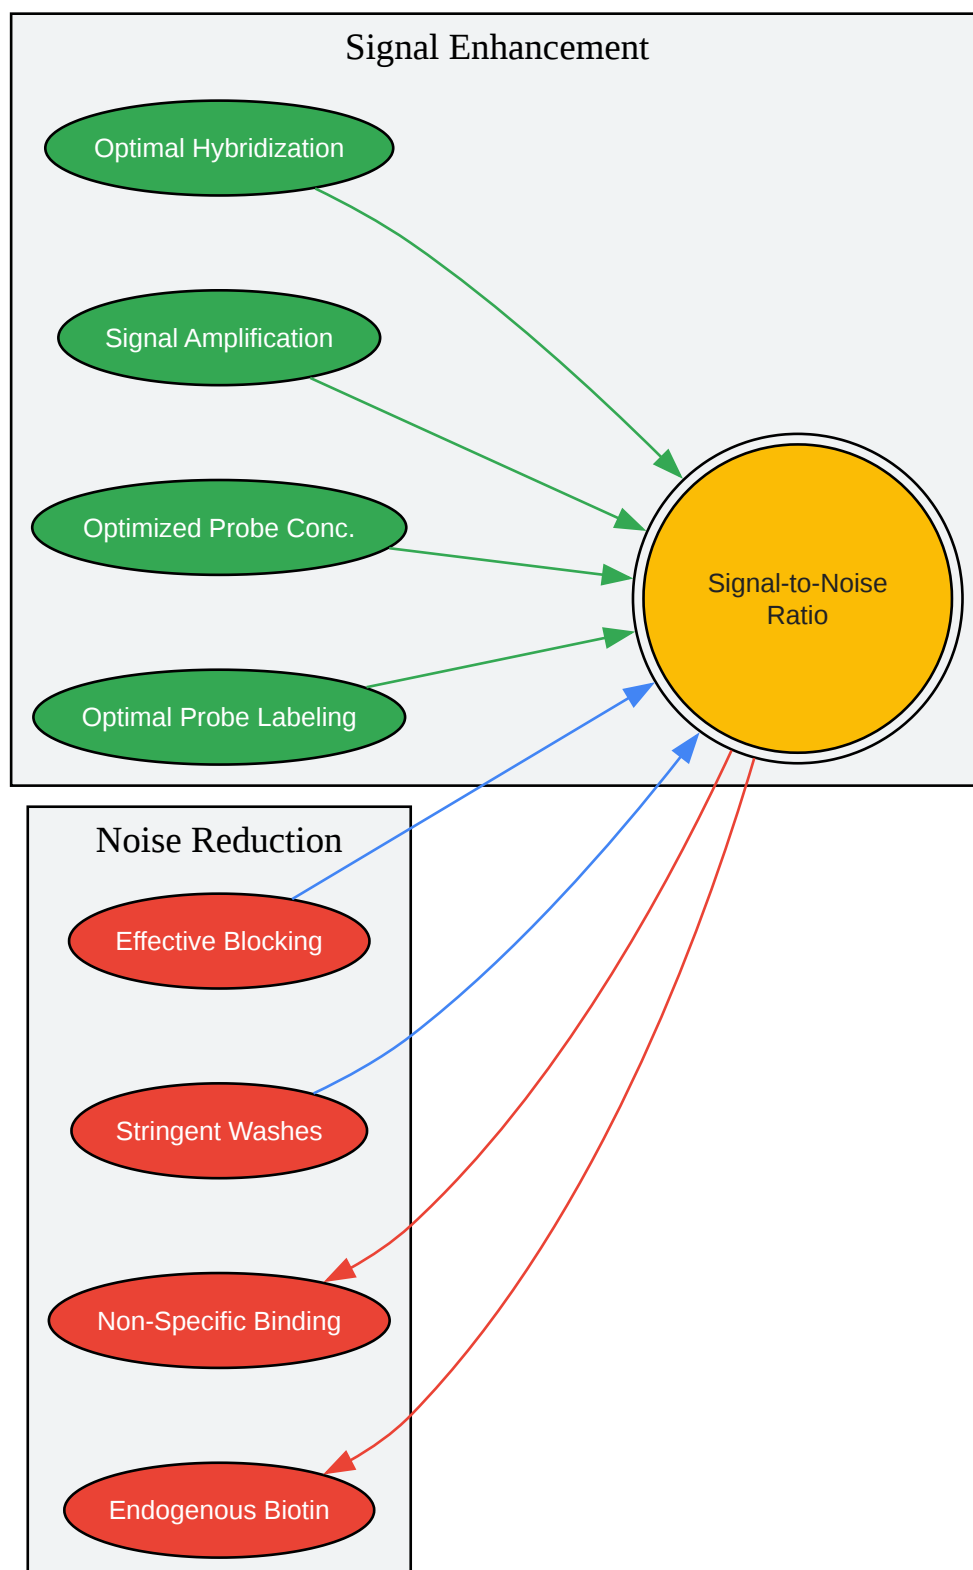 Signal Enhancement
Optimal Hybridization
Signal Amplification
Optimized Probe Conc.
Signal-to-Noise
Ratio
Optimal Probe Labeling
Noise Reduction
Effective Blocking
Stringent Washes
Non-Specific Binding
Endogenous Biotin